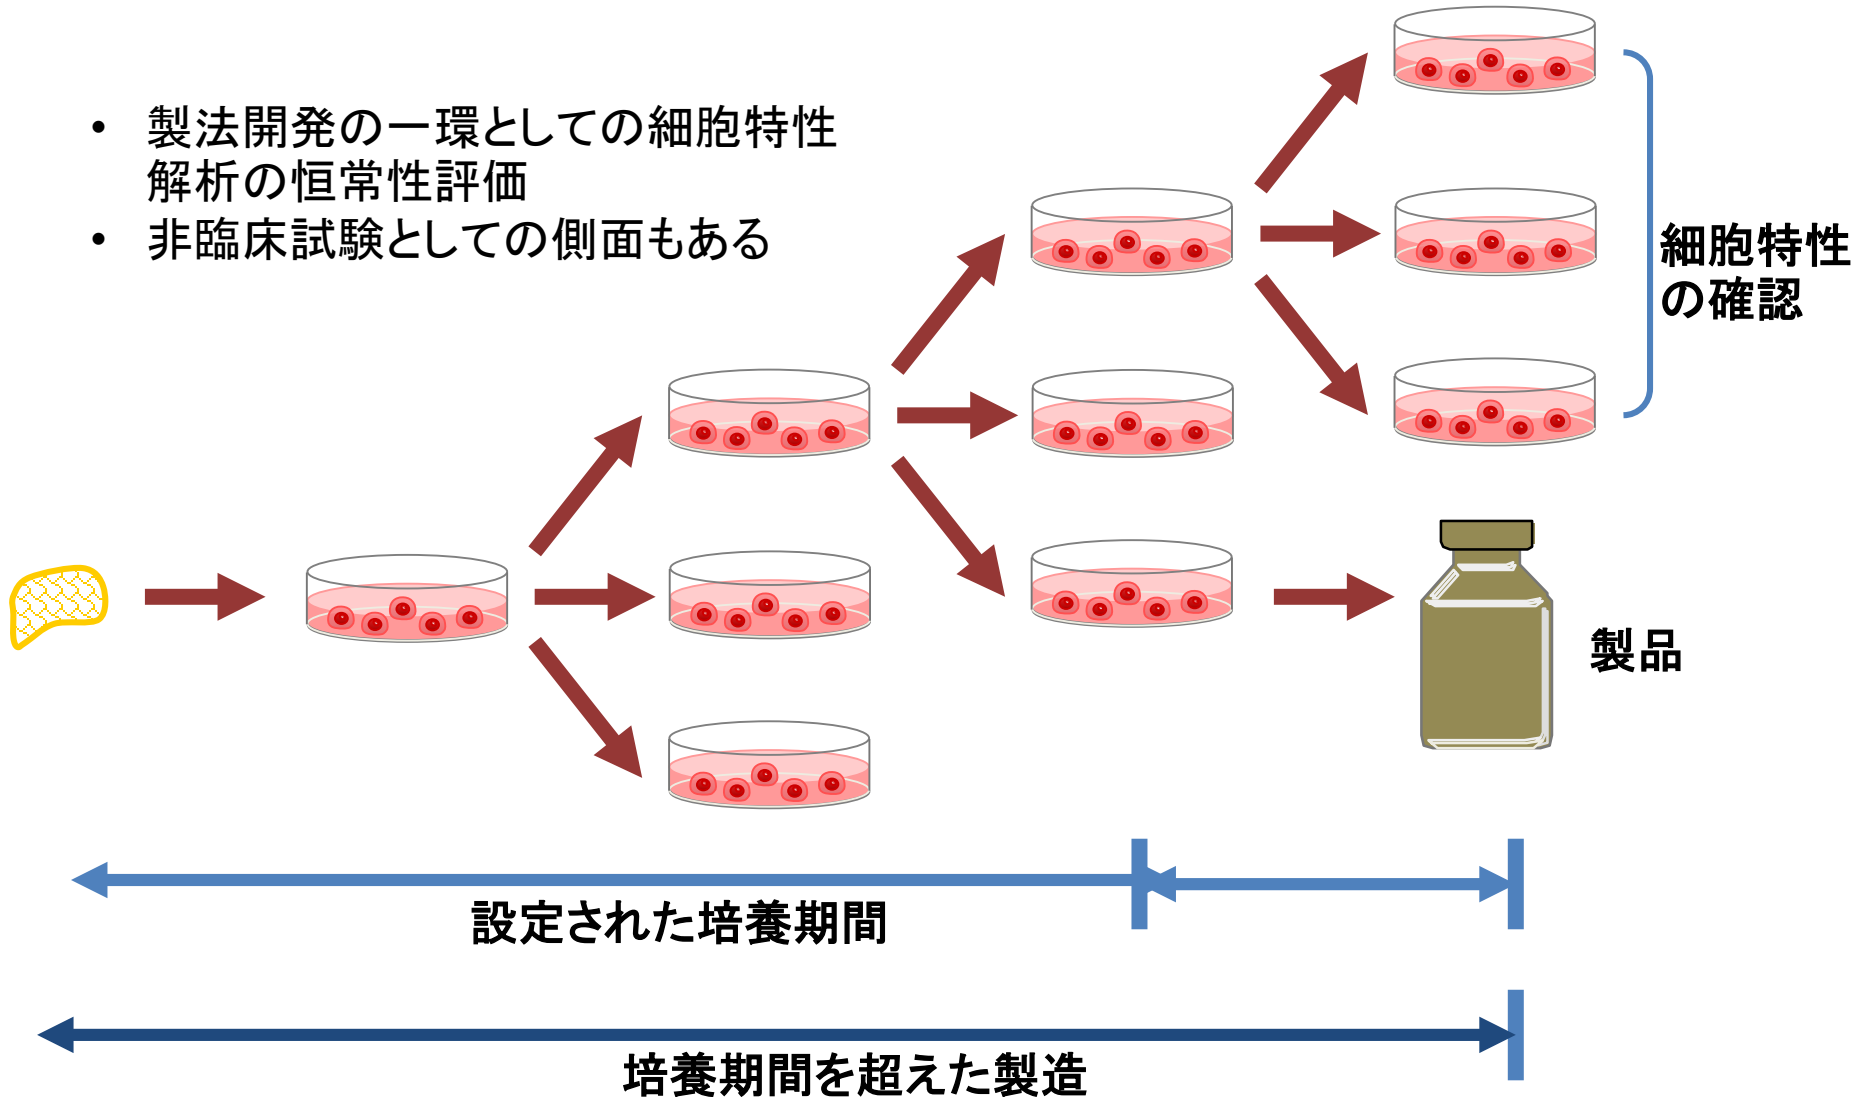 • 製法開発の一環としての細胞特性
解析の恒常性評価
• 非臨床試験としての側面もある
細胞特性
の確認
製品
設定された培養期間
培養期間を超えた製造